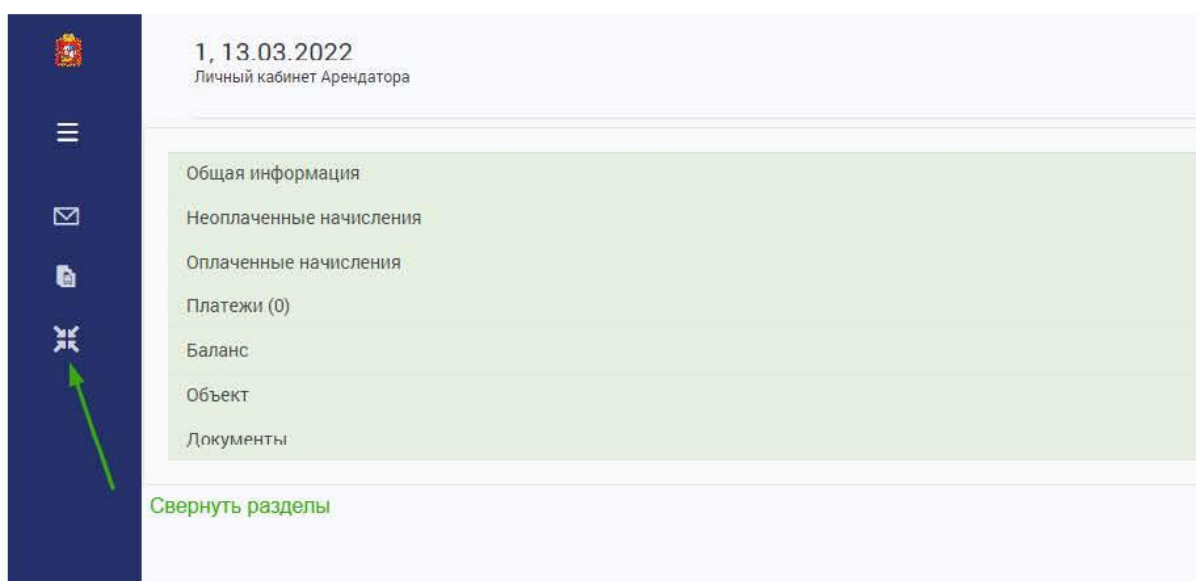 1, 13.03.2022
Личный кабинет Арендатора
Общая информация
Неоплаченные начисления
Оплаченные начисления
Платежи (0)
Баланс
Объект
Документы
Свернуть разделы